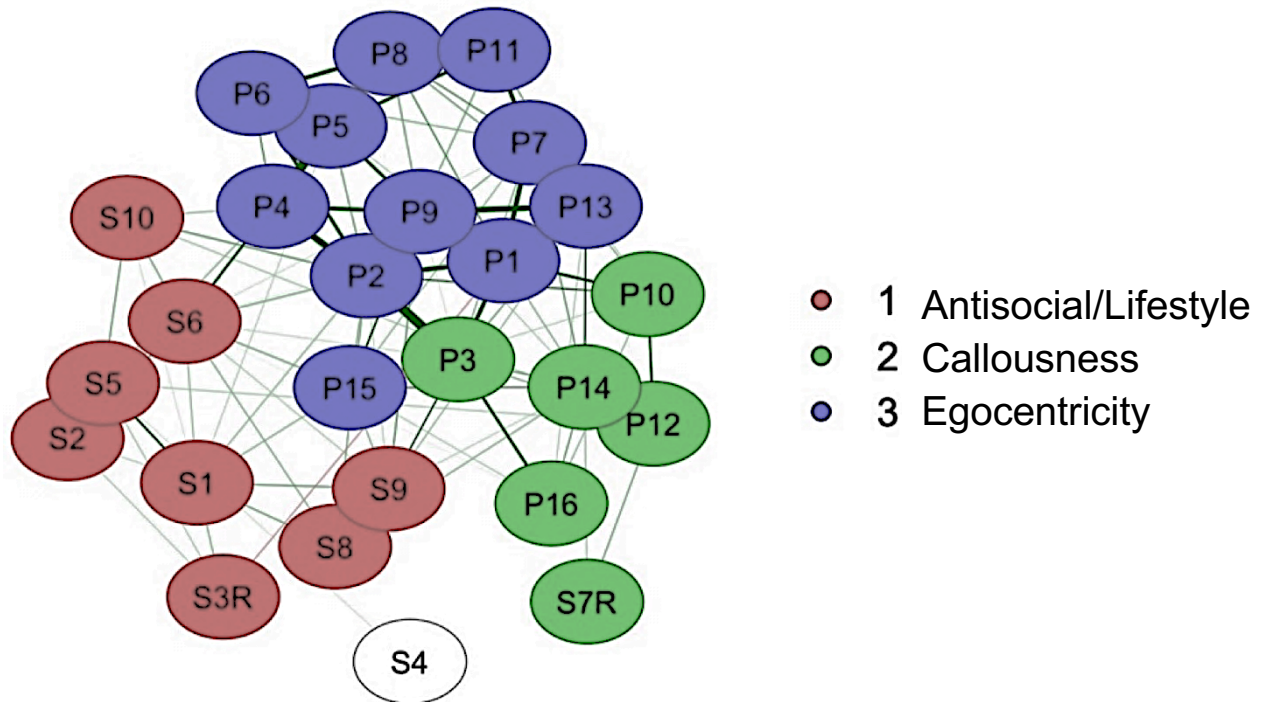 P8
P11
P6
P5
P7
S10
P4
P9
P13
P2
P1
P10
S6
P3
S5
P15
P14
S2
P12
S1
S9
P16
S8
S3R
S7R
S4
1 Antisocial/Lifestyle
2 Callousness
3 Egocentricity